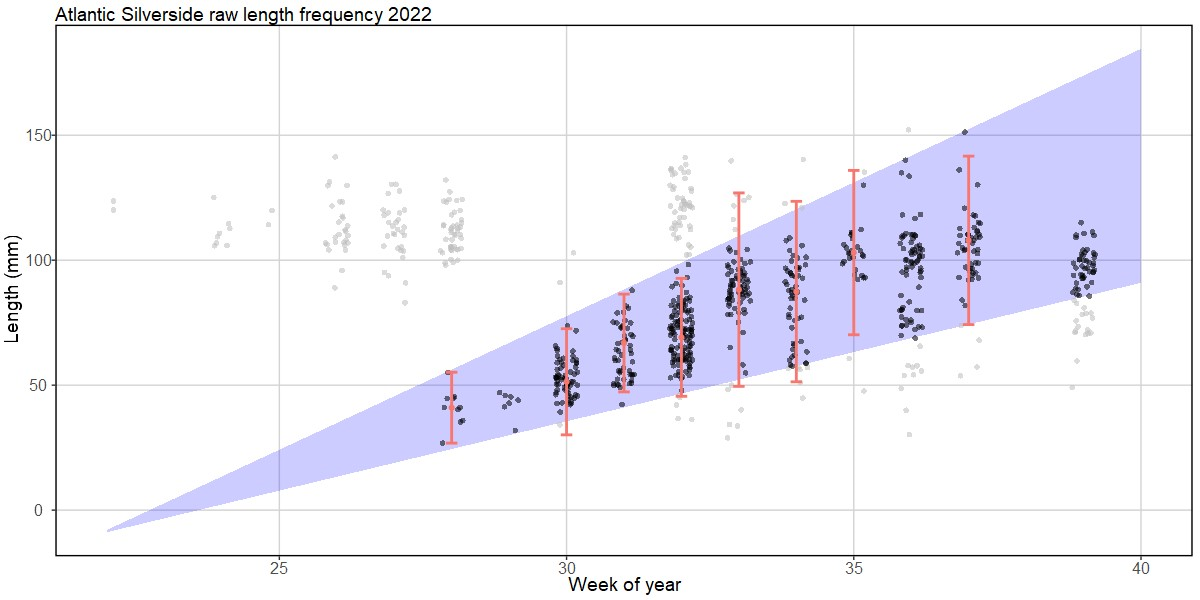 Atlantic Silverside raw length frequency 2022
Length (mm)
150
100
50
0
25 30 35 40
Week of year